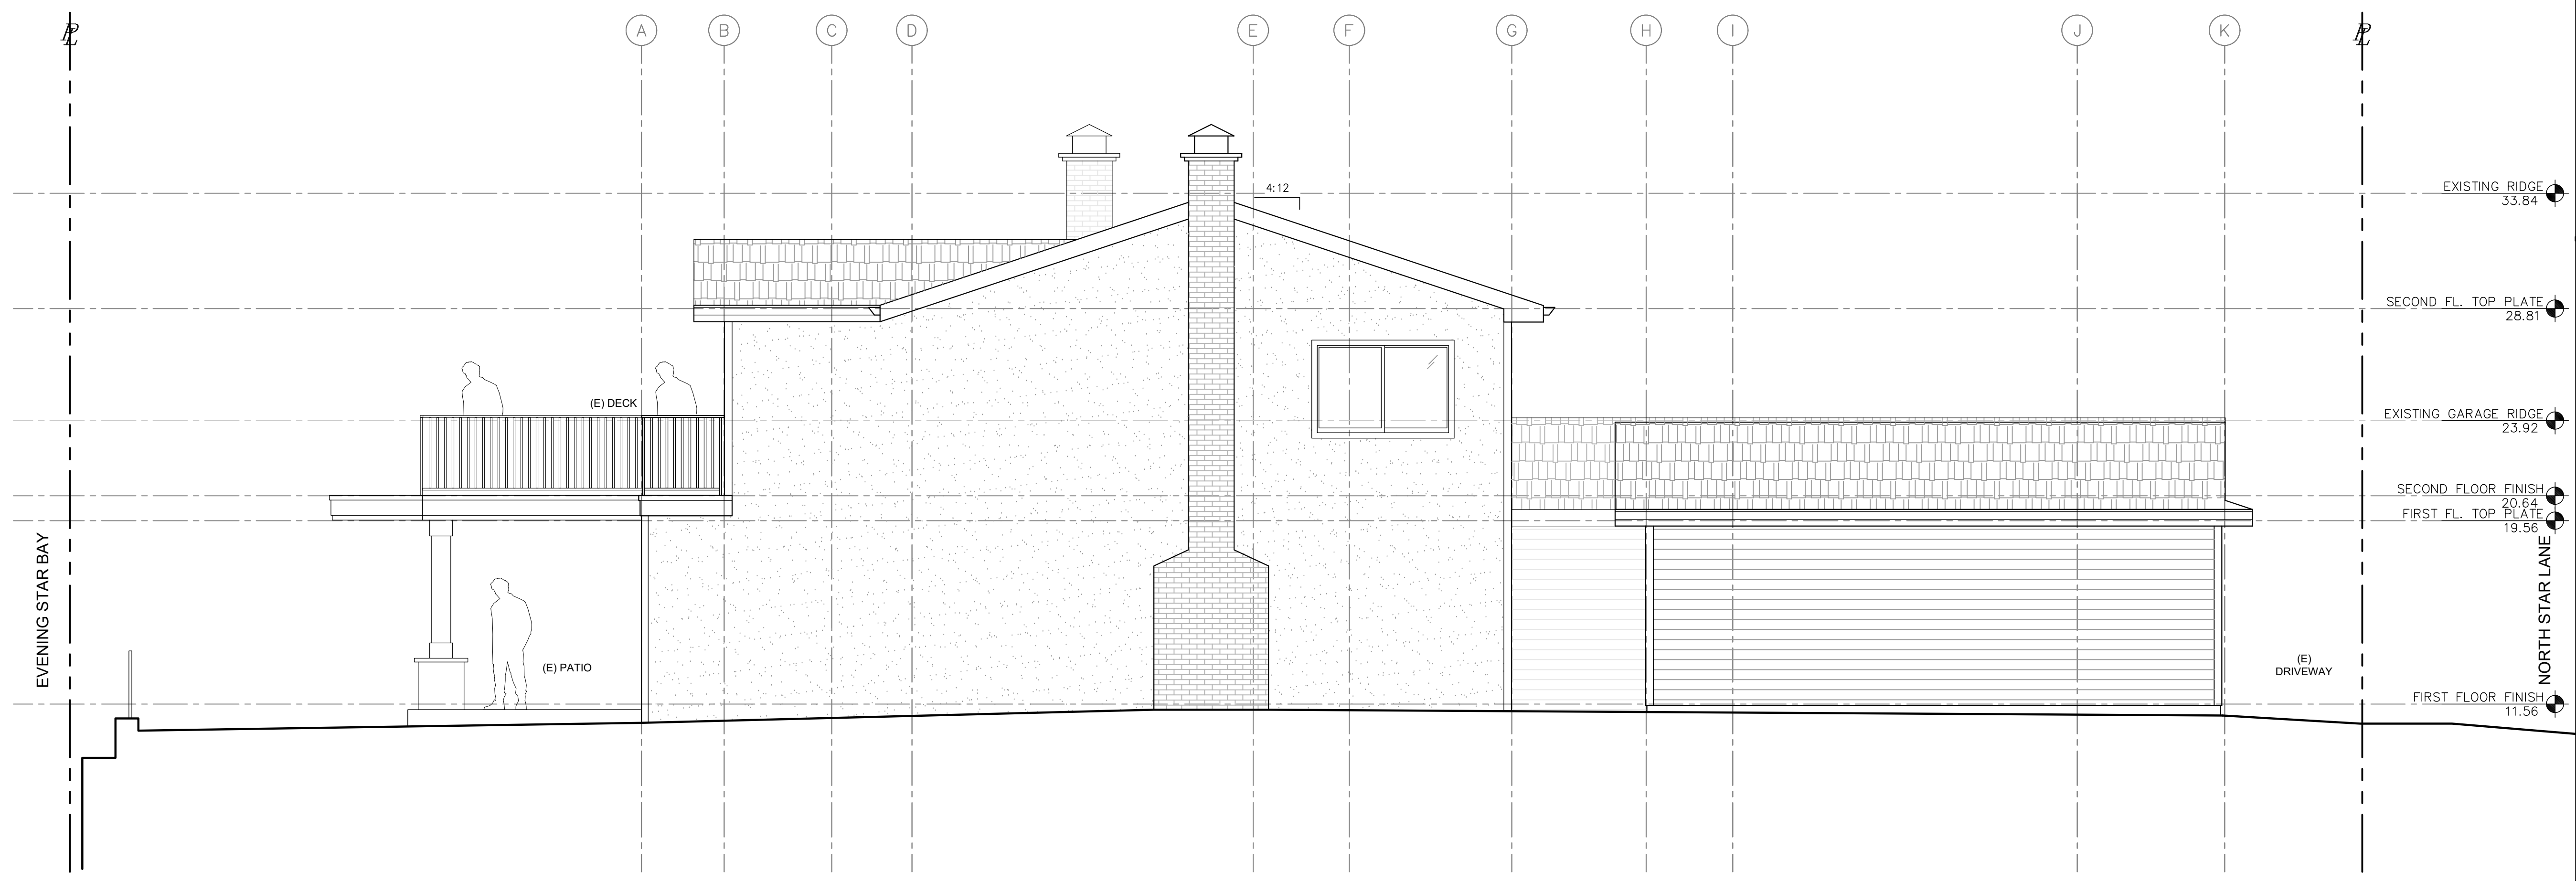 PL
A
B
C
D
E
F
G
H
I
J
K
PL
4:12
EXISTING RIDGE
33.84
SECOND FL. TOP PLATE
28.81
(E) DECK
EXISTING GARAGE RIDGE
23.92
SECOND FLOOR FINISH
20.64
FIRST FL. TOP PLATE
19.56
EVENING STAR BAY
NORTH STAR LANE
(E) PATIO
(E)
DRIVEWAY
FIRST FLOOR FINISH
11.56